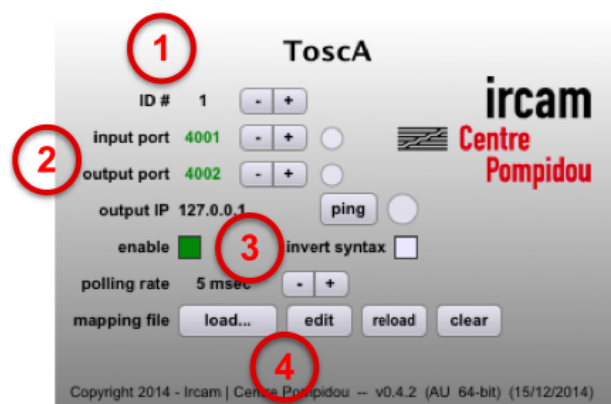 1
ToscA
ID # 1 - +
ircam
Centre
Pompidou
2
input port 4001 - +
output port 4002 - +
output IP 127.0.0.1 ping
enable 3 invert syntax
polling rate 5 msec - +
mapping file load... edit reload clear
4
Copyright 2014 - Ircam | Centre Pompidou -- v0.4.2 (AU 64-bit) (15/12/2014)